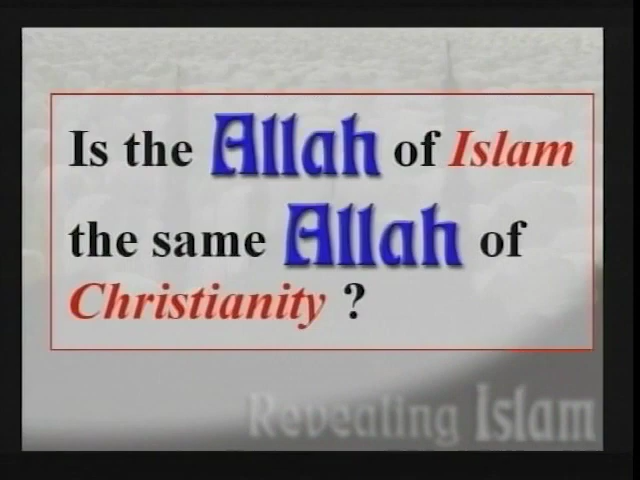 Is the Allah of Islam
the same Allah of
Christianity ?
Revealing Islam